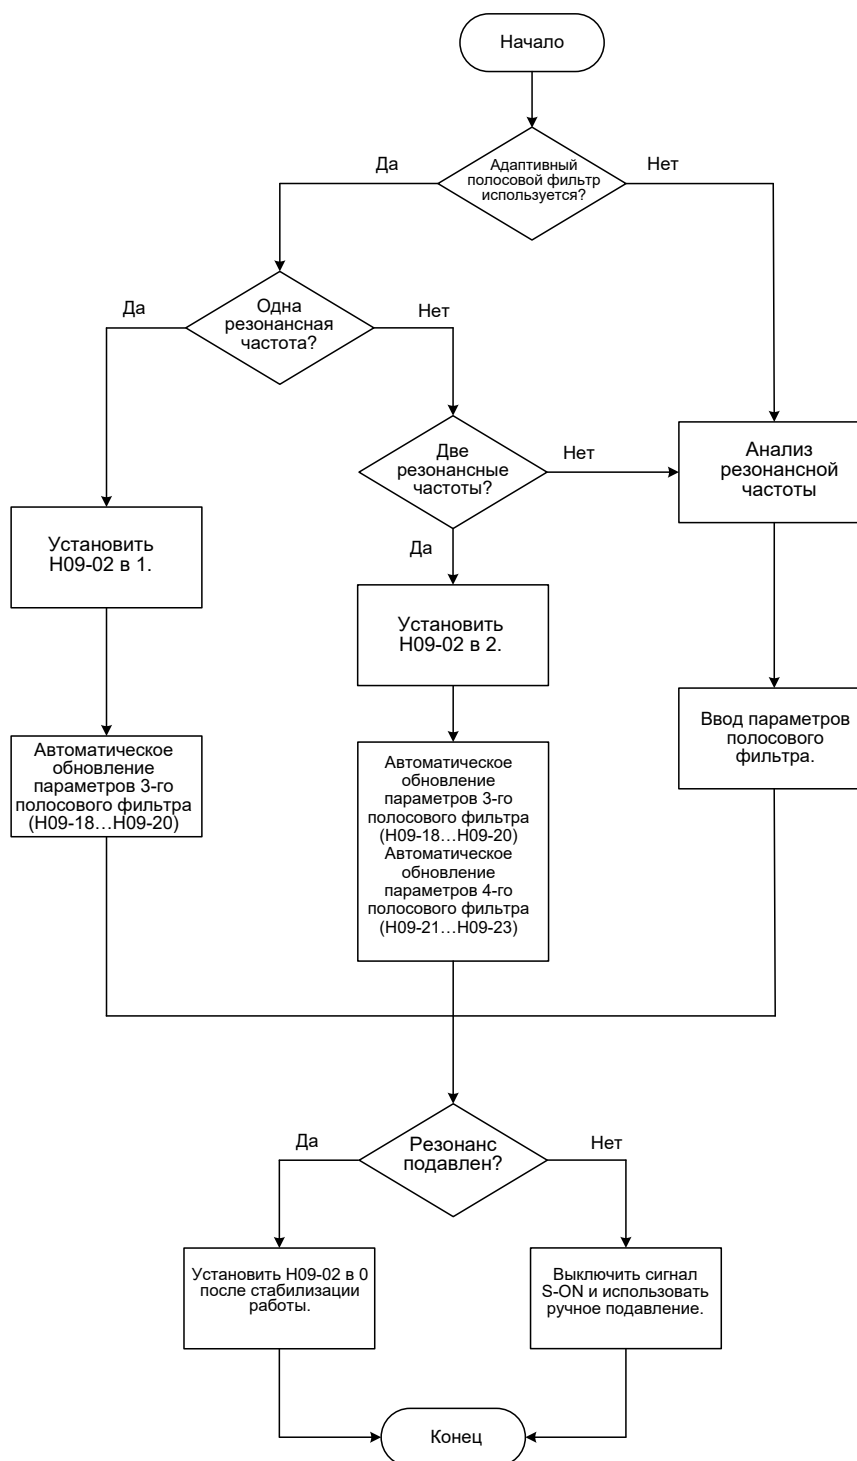 Начало
Да
Адаптивный
полосовой фильтр
используется?
Нет
Да
Одна
резонансная
частота?
Нет
Две
резонансные
частоты?
Нет
Анализ
резонансной
частоты
Установить
H09-02 в 1.
Да
Установить
H09-02 в 2.
Ввод параметров
полосового
фильтра.
Автоматическое
обновление
параметров 3-го
полосового фильтра
(H09-18...H09-20)
Автоматическое
обновление
параметров 3-го
полосового фильтра
(H09-18...H09-20)
Автоматическое
обновление
параметров 4-го
полосового фильтра
(H09-21...H09-23)
Да
Резонанс
подавлен?
Нет
Установить H09-02 в 0
после стабилизации
работы.
Выключить сигнал
S-ON и использовать
ручное подавление.
Конец